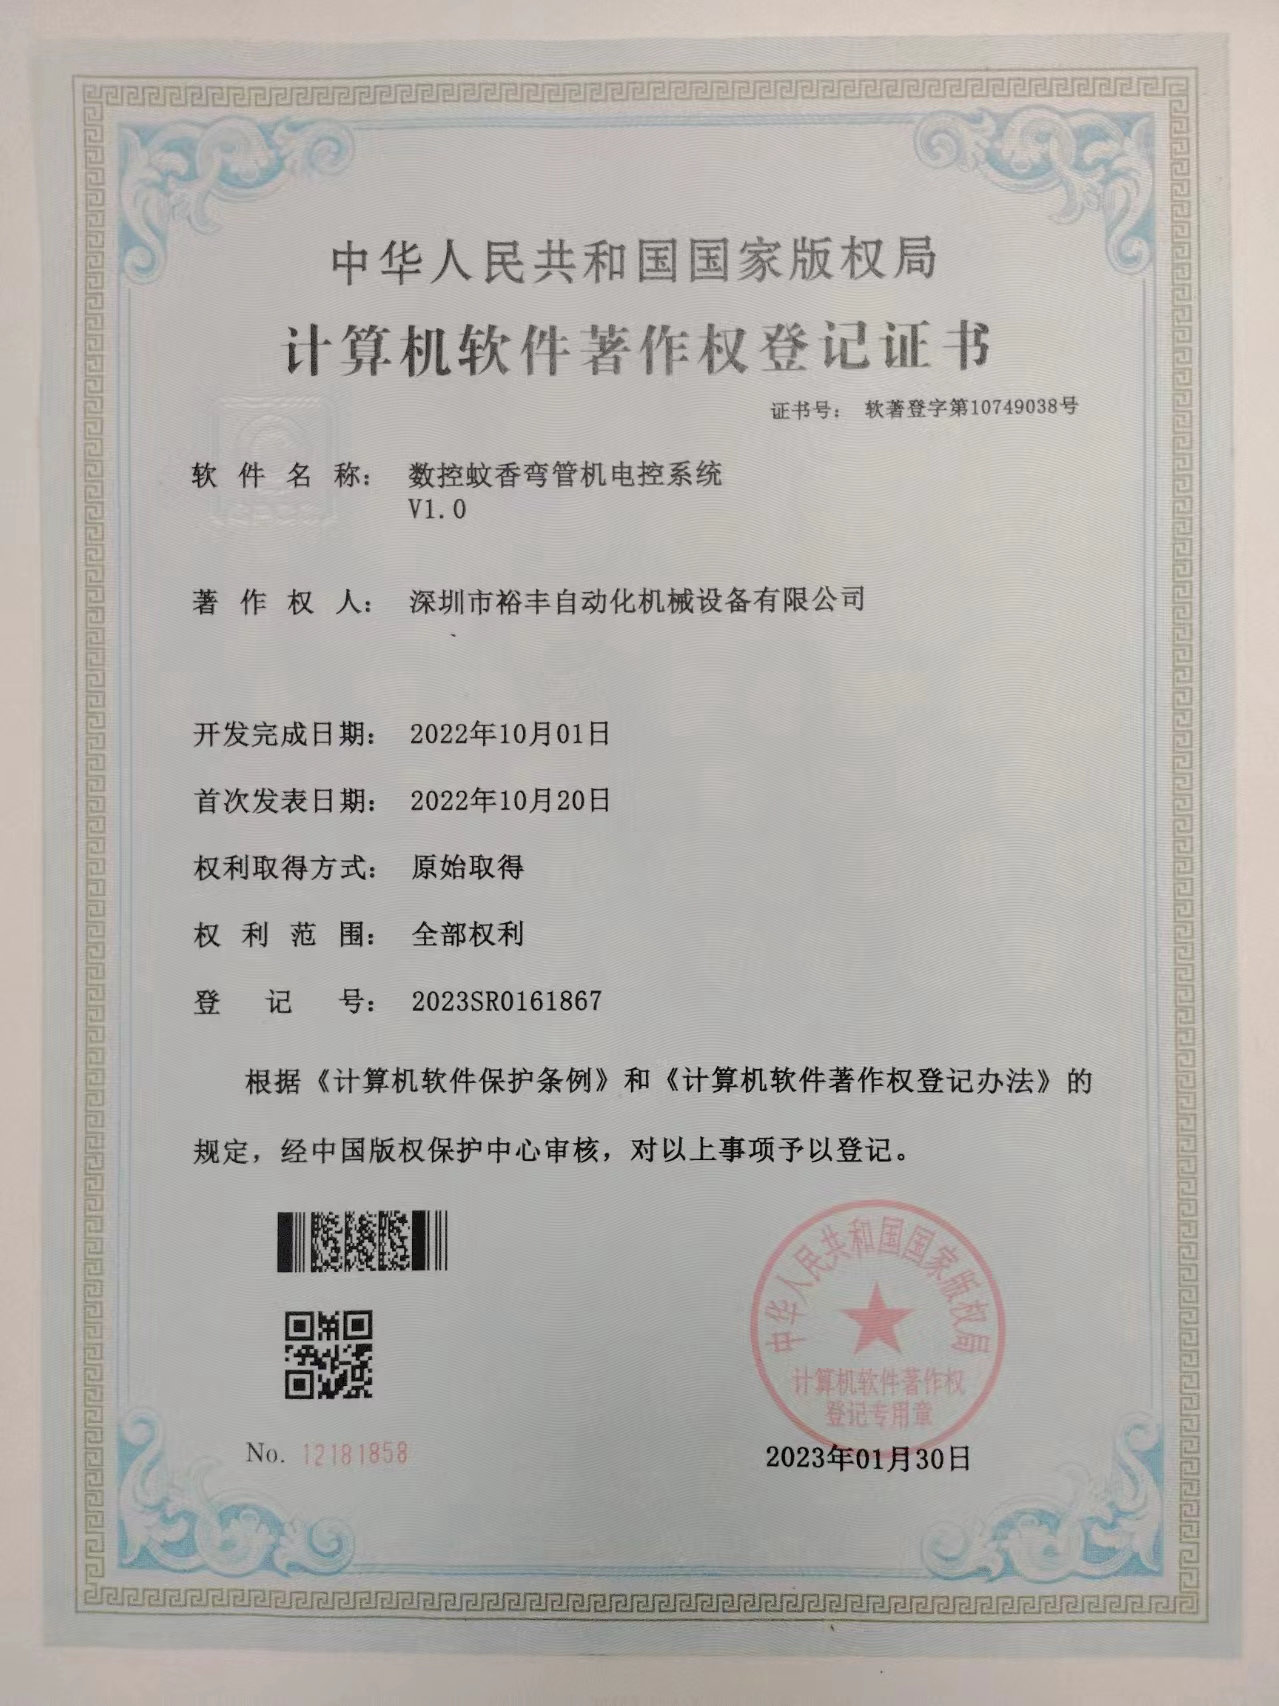 中华人民共和国国家版权局
计算机软件著作权登记证书
证书号： 软著登字第10749038号
软件名称： 数控蚊香弯管机电控系统
V1.0
著作权人： 深圳市裕丰自动化机械设备有限公司
开发完成日期： 2022年10月01日
首次发表日期： 2022年10月20日
权利取得方式： 原始取得
权利范围： 全部权利
登记号： 2023SR0161867
根据《计算机软件保护条例》和《计算机软件著作权登记办法》的
规定，经中国版权保护中心审核，对以上事项予以登记。
中华人民共和国国家版权局
计算机软件著作权
登记专用章
No. 12181858
2023年01月30日